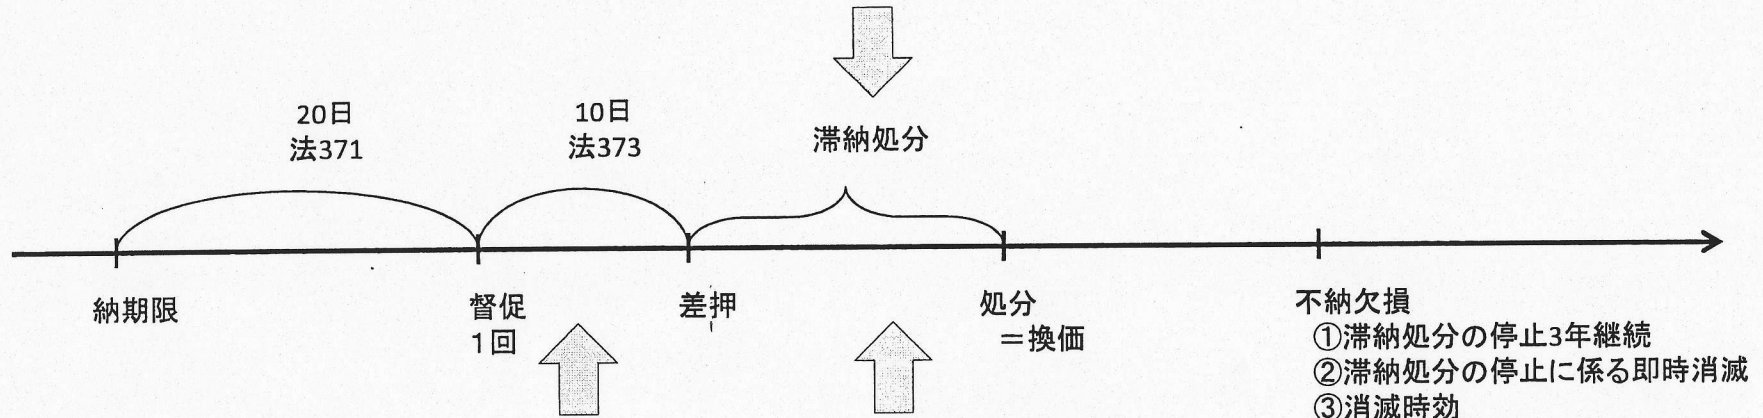 20日
法371
10日
法373
滞納処分
納期限
督促
1回
差押
処分
＝換価
不納欠損
①滞納処分の停止3年継続
②滞納処分の停止に係る即時消滅
③消滅時効